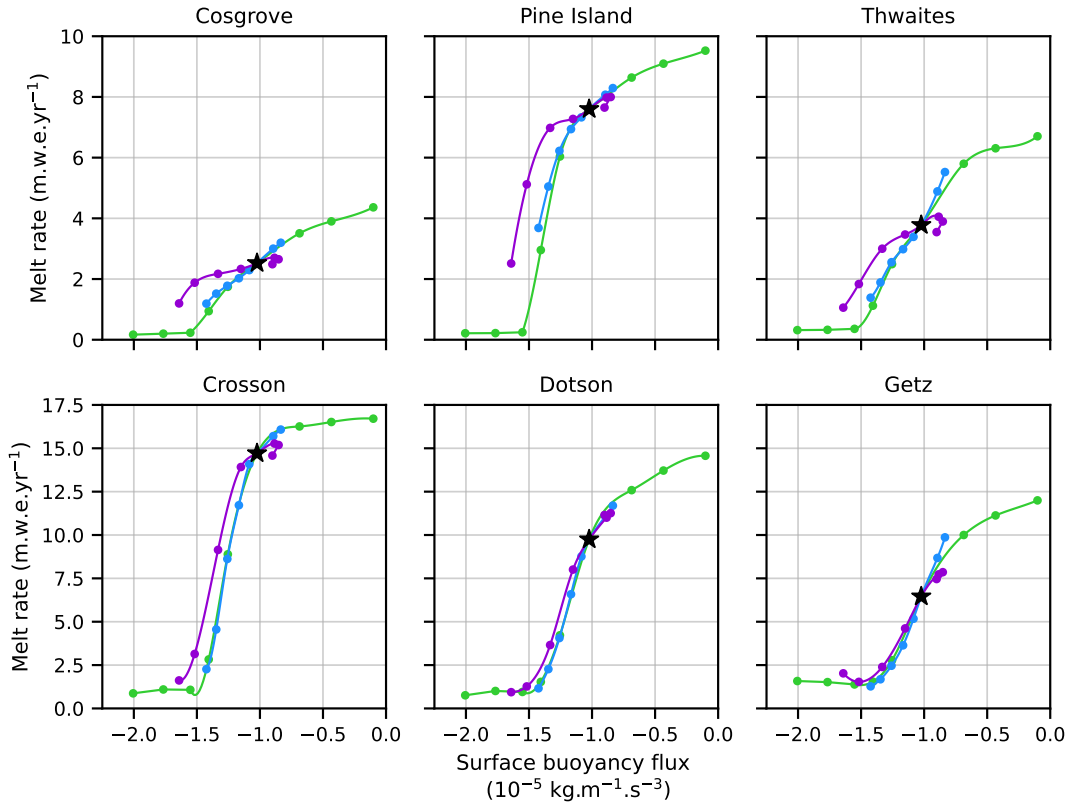 Cosgrove
Pine Island
Thwaites
Melt rate (m.w.e.yr⁻¹)
10
8
6
4
2
0
Crosson
Dotson
Getz
Melt rate (m.w.e.yr⁻¹)
17.5
15.0
12.5
10.0
7.5
5.0
2.5
0.0
−2.0 −1.5 −1.0 −0.5 0.0
−2.0 −1.5 −1.0 −0.5 0.0
−2.0 −1.5 −1.0 −0.5 0.0
Surface buoyancy flux
(10⁻⁵ kg.m⁻¹.s⁻³)